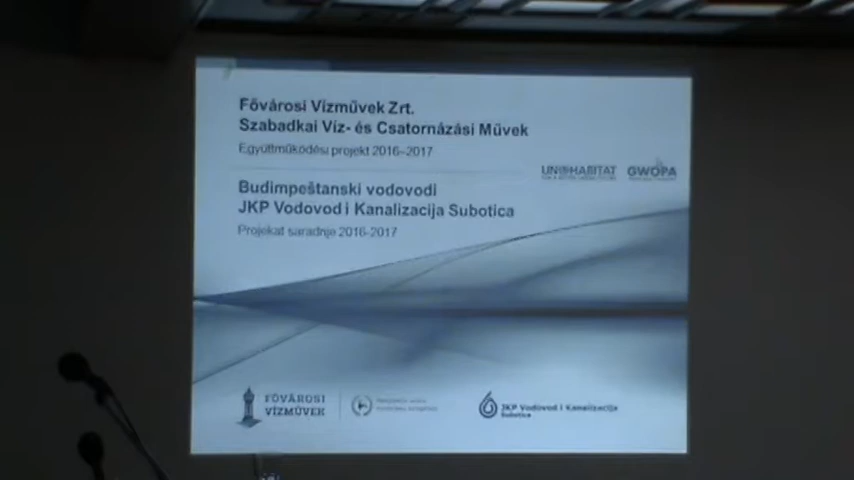 Fővárosi Vízművek Zrt.
Szabadkai Víz- és Csatornázási Művek
Együttműködési projekt 2016–2017
UN HABITAT
GWOPA
Budimpeštanski vodovodi
JKP Vodovod i Kanalizacija Subotica
Projekat saradnje 2016-2017
FŐVÁROSI
VÍZMŰVEK
JKP Vodovod i Kanalizacija
Subotica